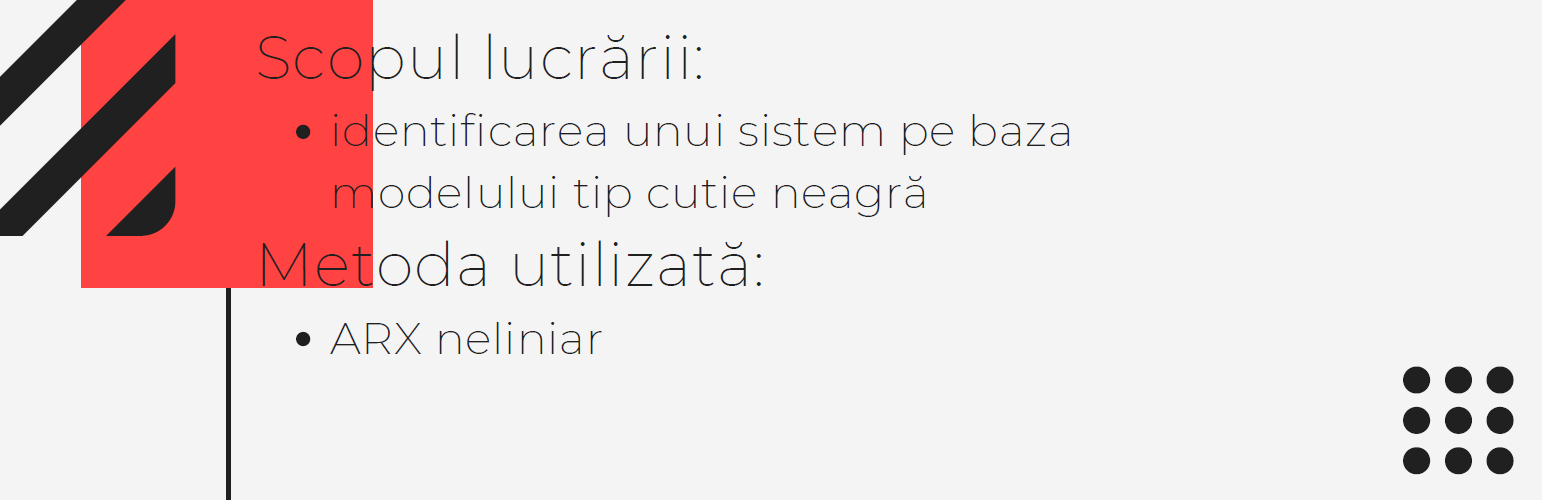 Scopul lucrării:
• identificarea unui sistem pe baza
modelului tip cutie neagră
Metoda utilizată:
• ARX neliniar